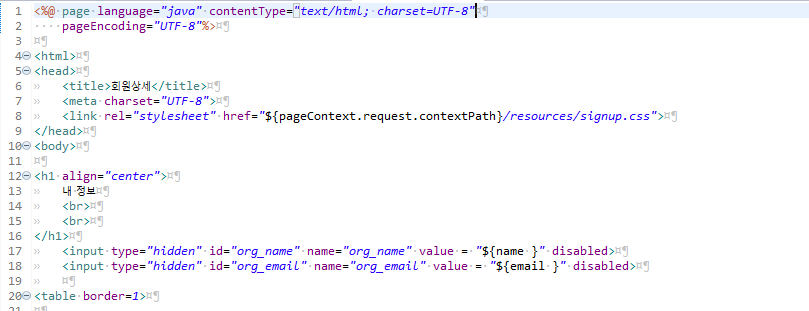 1 <%@ page language="java" contentType="text/html; charset=UTF-8"
2 pageEncoding="UTF-8"%>
3
4 <html>
5 <head>
6 <title>회원상세</title>
7 <meta charset="UTF-8">
8 <link rel="stylesheet" href="${pageContext.request.contextPath}/resources/signup.css">
9 </head>
10 <body>
11
12 <h1 align="center">
13 내 정보
14 <br>
15 <br>
16 </h1>
17 <input type="hidden" id="org_name" name="org_name" value = "${name }" disabled>
18 <input type="hidden" id="org_email" name="org_email" value = "${email }" disabled>
19
20 <table border=1>